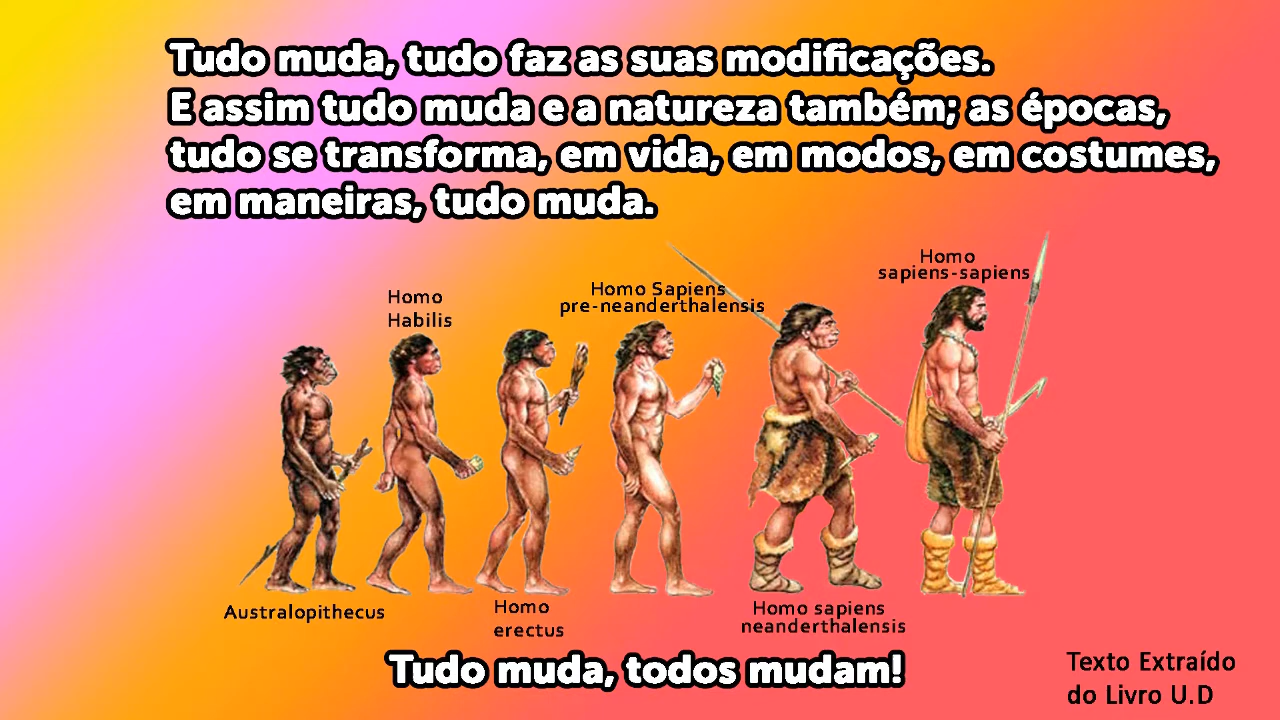 Tudo muda, tudo faz as suas modificações.
E assim tudo muda e a natureza também; as épocas,
tudo se transforma, em vida, em modos, em costumes,
em maneiras, tudo muda.
Homo
sapiens-sapiens
Homo Sapiens
pre-neanderthalensis
Homo
Habilis
Australopithecus
Homo
erectus
Homo sapiens
neanderthalensis
Tudo muda, todos mudam!
Texto Extraído
do Livro U.D